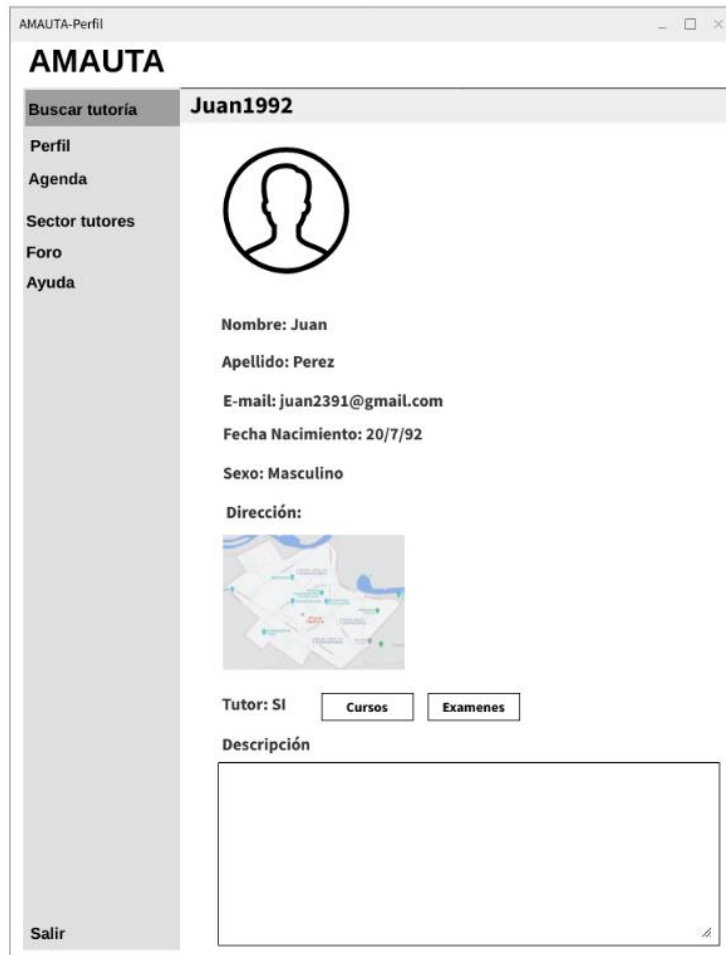 AMAUTA-Perfil
AMAUTA
Buscar tutoría
Perfil
Agenda
Sector tutores
Foro
Ayuda
Salir
Juan1992
Nombre: Juan
Apellido: Perez
E-mail: juan2391@gmail.com
Fecha Nacimiento: 20/7/92
Sexo: Masculino
Dirección:
Tutor: SI
Cursos
Examenes
Descripción